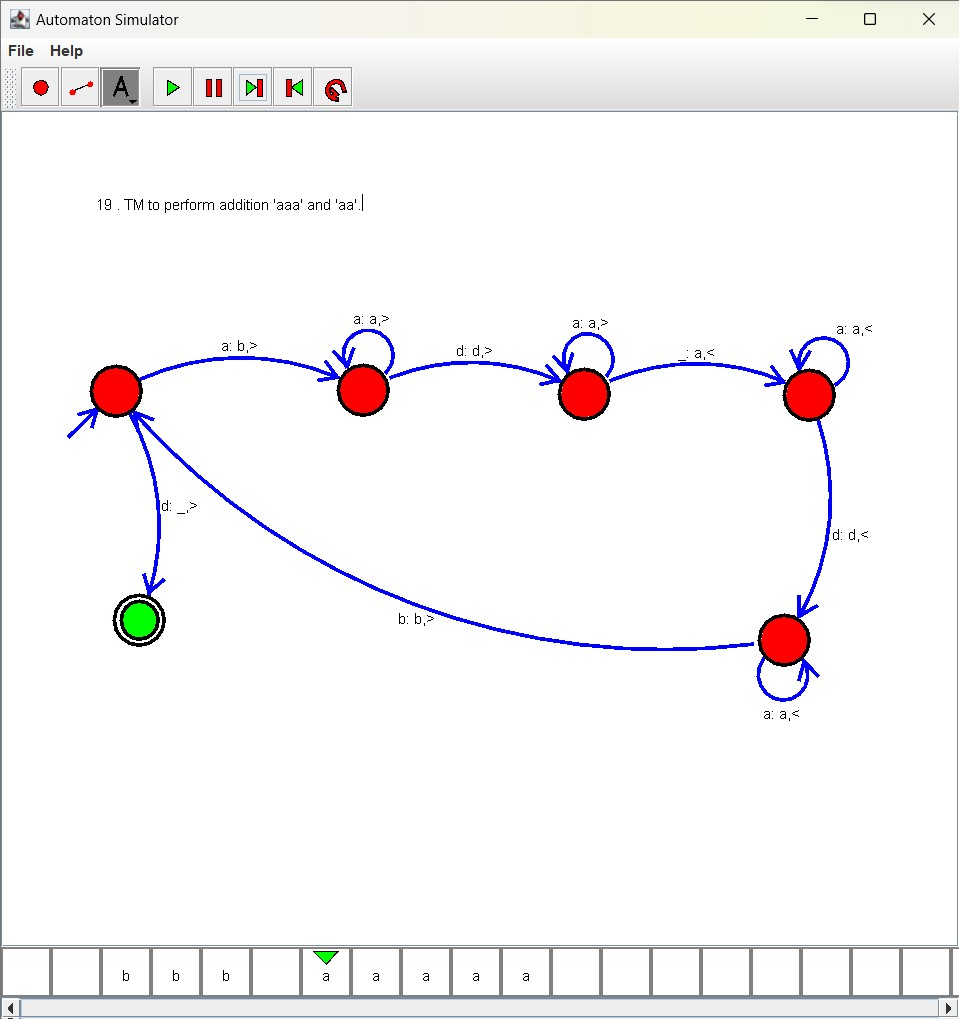 Automaton Simulator
File Help
A
19 . TM to perform addition 'aaa' and 'aa'.
a: a,> a: a,> a: a,<
a: b,> d: d,> _: a,<
d: _,> d: d,<
b: b,>
a: a,<
b b b a a a a a